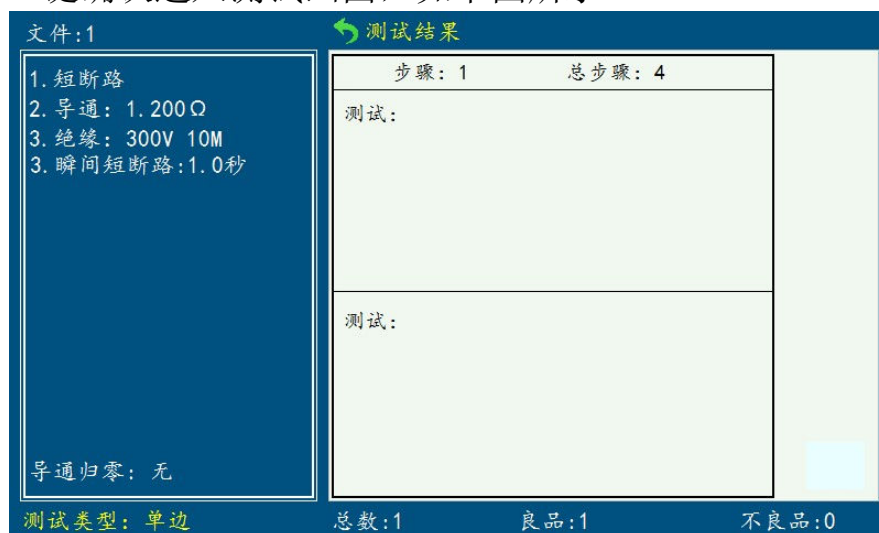 文件:1
测试结果
1.短断路
2.导通: 1.200Ω
3.绝缘: 300V 10M
3.瞬间短断路:1.0秒
导通归零: 无
步骤: 1 总步骤: 4
测试:
测试:
测试类型: 单边
总数:1 良品:1 不良品:0